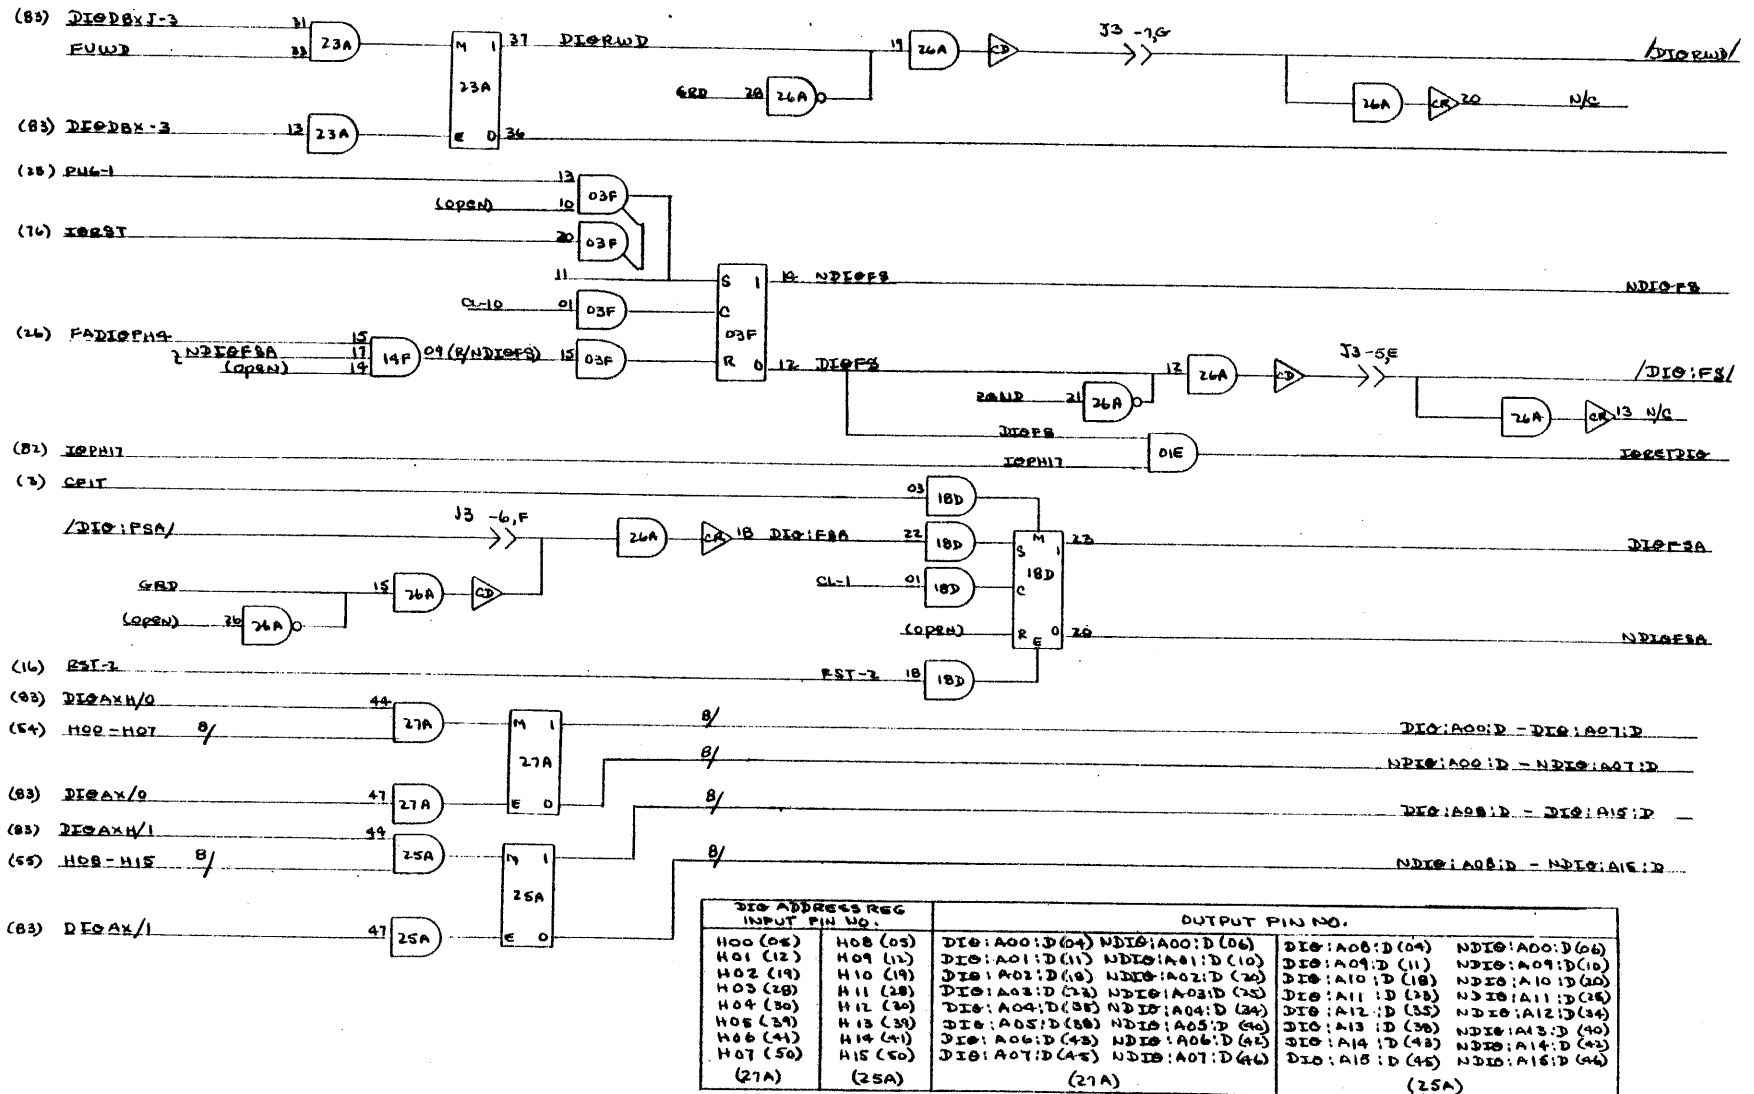 (83) DIØDBXJ-3 31 23A M 1 37 DIØRWD 19 26A CD J3 -7,G /DIØRWD/
FUWD 33 23A GRD 28 26A 26A CR 20 N/C
(83) DIØDBX-3 13 23A E 0 36
(25) PH6-1 13 03F
(OPEN) 10
(76) IØRST 20 03F
11 S 1 14 NDIØFS NDIØFS
CL-10 01 03F C
(26) FADIØPH4 15 03F
NDIØFSA 17 14F 09 (R/NDIØFS) 15 03F R 0 12 DIØFS 12 26A CD J3 -5,E /DIØ:FS/
(OPEN) 14 21 26A 26A CR 13 N/C
DIØFS
(82) IØPH17 IØPH17 01E IØRETDIØ
CFIT 03 18D
/DIØ:FSA/ J3 -6,F 26A CR 18 DIØ:FSA 22 18D S M 1 23 DIØFSA
GRD 15 26A CD CL-1 01 18D C 18D
(OPEN) 26 26A (OPEN) R E 0 20 NDIØFSA
(16) RST-2 RST-2 18 18D
(83) DIØAXH/0 44 27A M 1 8/ DIØ:A00:D - DIØ:A07:D
(54) H00-H07 8/ 27A 8/ NDIØ:A00:D - NDIØ:A07:D
(83) DIØAX/0 47 27A E 0 8/ DIØ:A08:D - DIØ:A15:D
(83) DIØAXH/1 44 25A M 1
(55) H08-H15 8/ 25A 8/ NDIØ:A08:D - NDIØ:A15:D
(83) DIØAX/1 47 25A E 0
DIØ ADDRESS REG
INPUT PIN NO. OUTPUT PIN NO.
H00 (05) H08 (05) DIØ:A00:D (04) NDIØ:A00:D (06) DIØ:A08:D (04) NDIØ:A00:D (06)
H01 (12) H09 (12) DIØ:A01:D (11) NDIØ:A01:D (10) DIØ:A09:D (11) NDIØ:A09:D (10)
H02 (19) H10 (19) DIØ:A02:D (18) NDIØ:A02:D (20) DIØ:A10:D (18) NDIØ:A10:D (20)
H03 (28) H11 (28) DIØ:A03:D (23) NDIØ:A03:D (25) DIØ:A11:D (23) NDIØ:A11:D (25)
H04 (30) H12 (30) DIØ:A04:D (35) NDIØ:A04:D (34) DIØ:A12:D (35) NDIØ:A12:D (34)
H05 (39) H13 (39) DIØ:A05:D (38) NDIØ:A05:D (40) DIØ:A13:D (38) NDIØ:A13:D (40)
H06 (41) H14 (41) DIØ:A06:D (43) NDIØ:A06:D (42) DIØ:A14:D (43) NDIØ:A14:D (42)
H07 (50) H15 (50) DIØ:A07:D (45) NDIØ:A07:D (46) DIØ:A15:D (45) NDIØ:A15:D (46)
(27A) (25A) (27A) (25A)